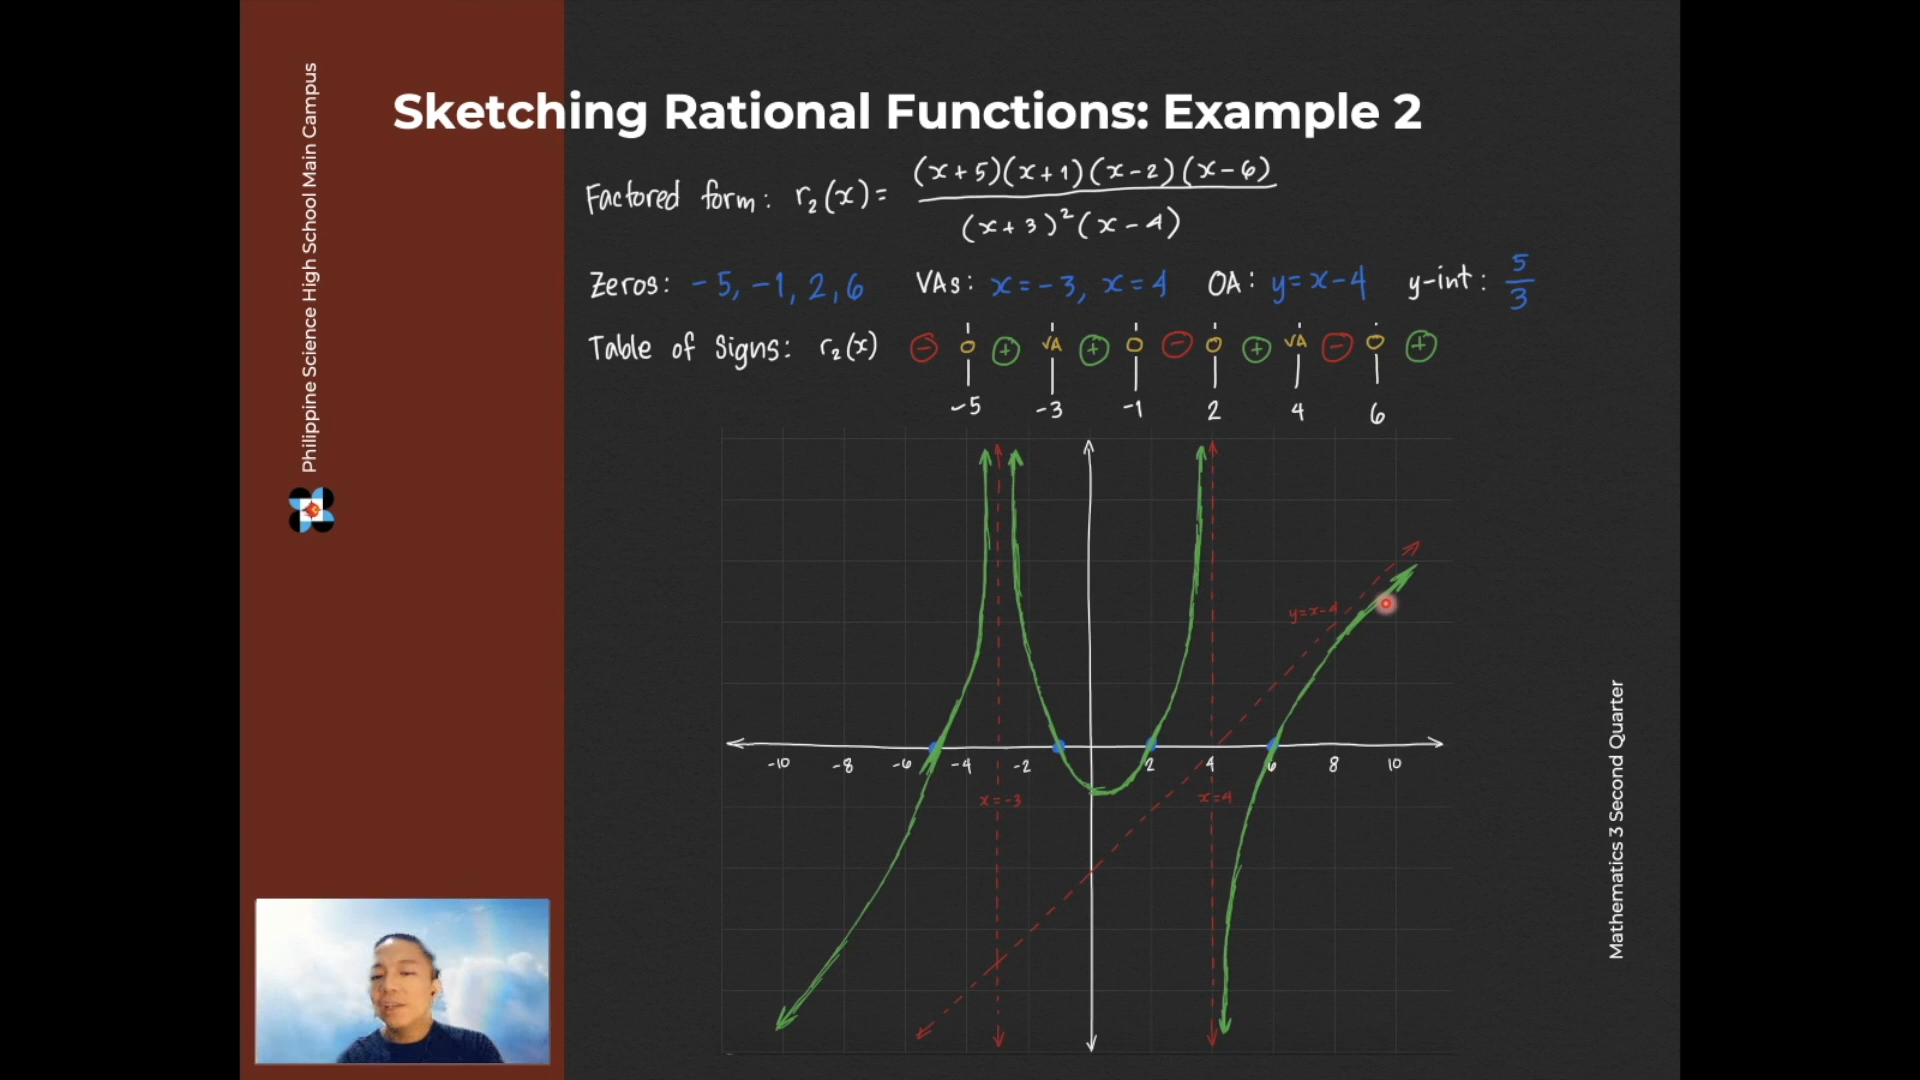 Philippine Science High School Main Campus
Sketching Rational Functions: Example 2
Factored form: r₂(x) = (x+5)(x+1)(x-2)(x-6)
(x+3)²(x-4)
Zeros: -5, -1, 2, 6 VAs: x=-3, x=4 OA: y=x-4 y-int: 5/3
Table of Signs: r₂(x) - 0 + VA + 0 - 0 + VA - 0 +
-5 -3 -1 2 4 6
y=x-4
-10 -8 -6 -4 -2 2 4 6 8 10
x=-3 x=4
Mathematics 3 Second Quarter